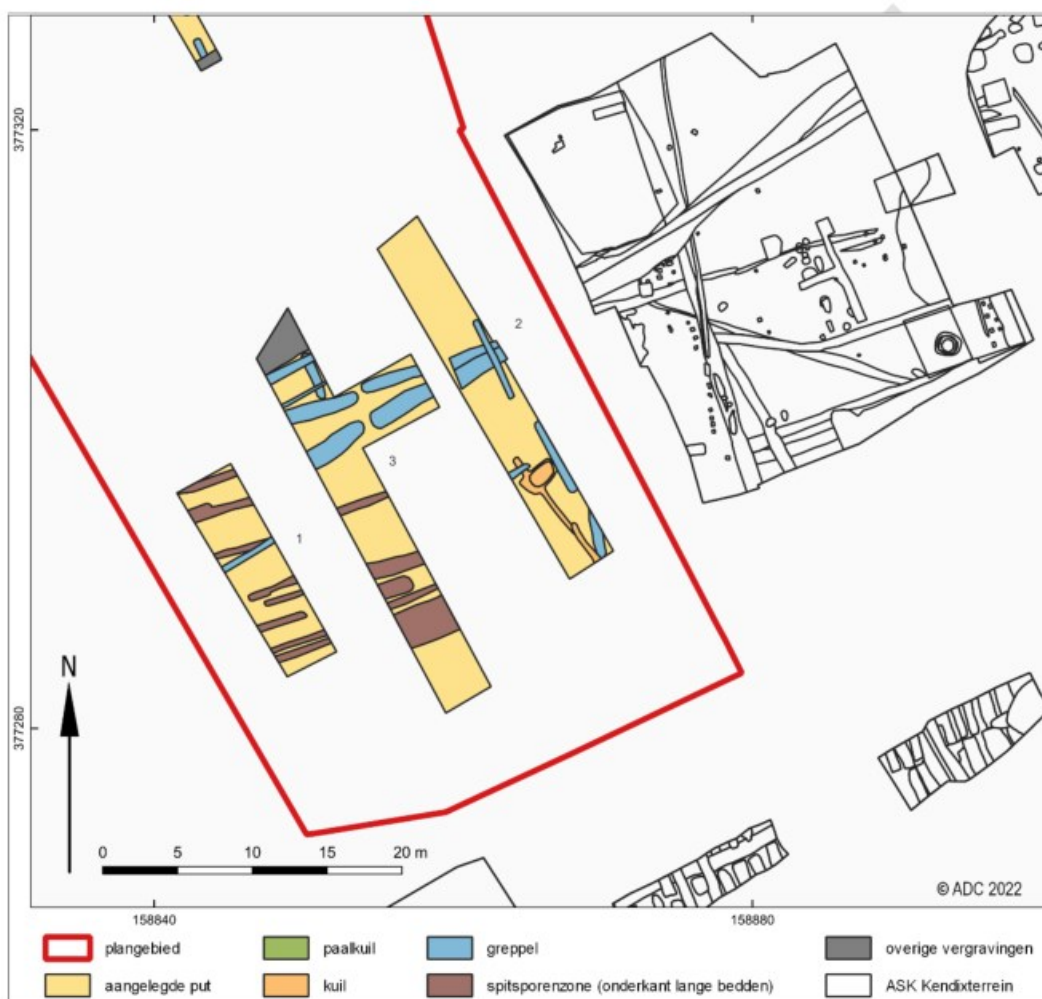 377320
2
3
1
377280
N
0 5 10 15 20 m
© ADC 2022
158840 158880
plangebied paalkuil greppel overige vergravingen
aangelegde put kuil spitsporenzone (onderkant lange bedden) ASK Kendixterrein